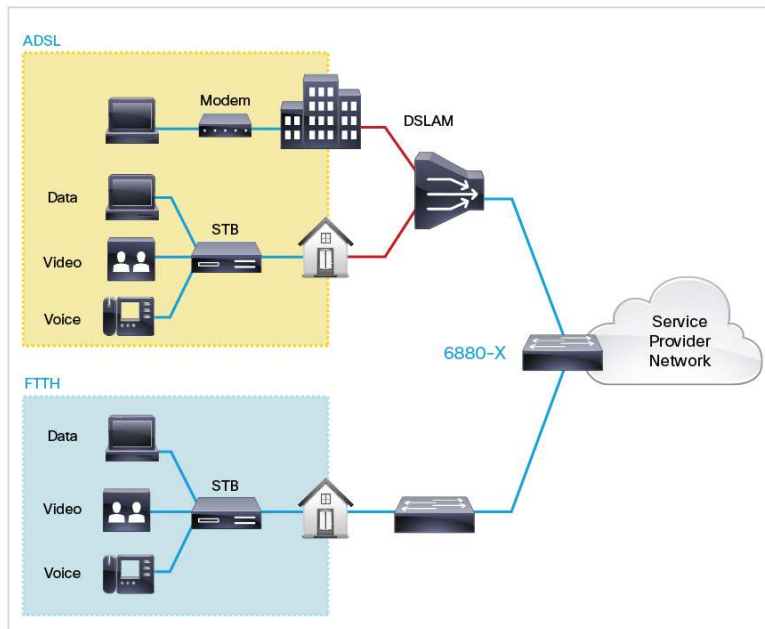 ADSL
Modem
DSLAM
Data
STB
Video
Voice
6880-X
Service
Provider
Network
FTTH
Data
STB
Video
Voice